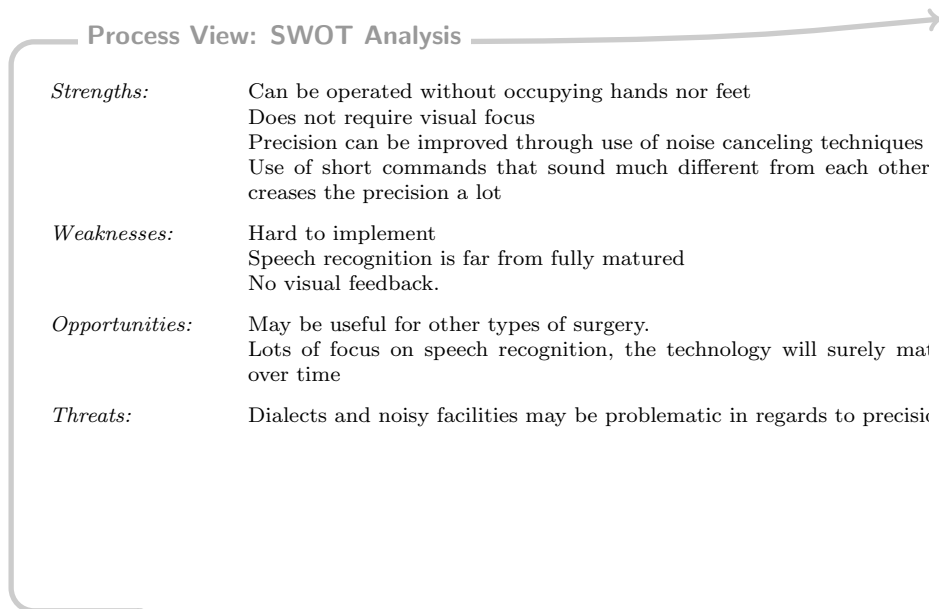 Process View: SWOT Analysis
Strengths: Can be operated without occupying hands nor feet
Does not require visual focus
Precision can be improved through use of noise canceling techniques
Use of short commands that sound much different from each other
creases the precision a lot
Weaknesses: Hard to implement
Speech recognition is far from fully matured
No visual feedback.
Opportunities: May be useful for other types of surgery.
Lots of focus on speech recognition, the technology will surely
over time
Threats: Dialects and noisy facilities may be problematic in regards to